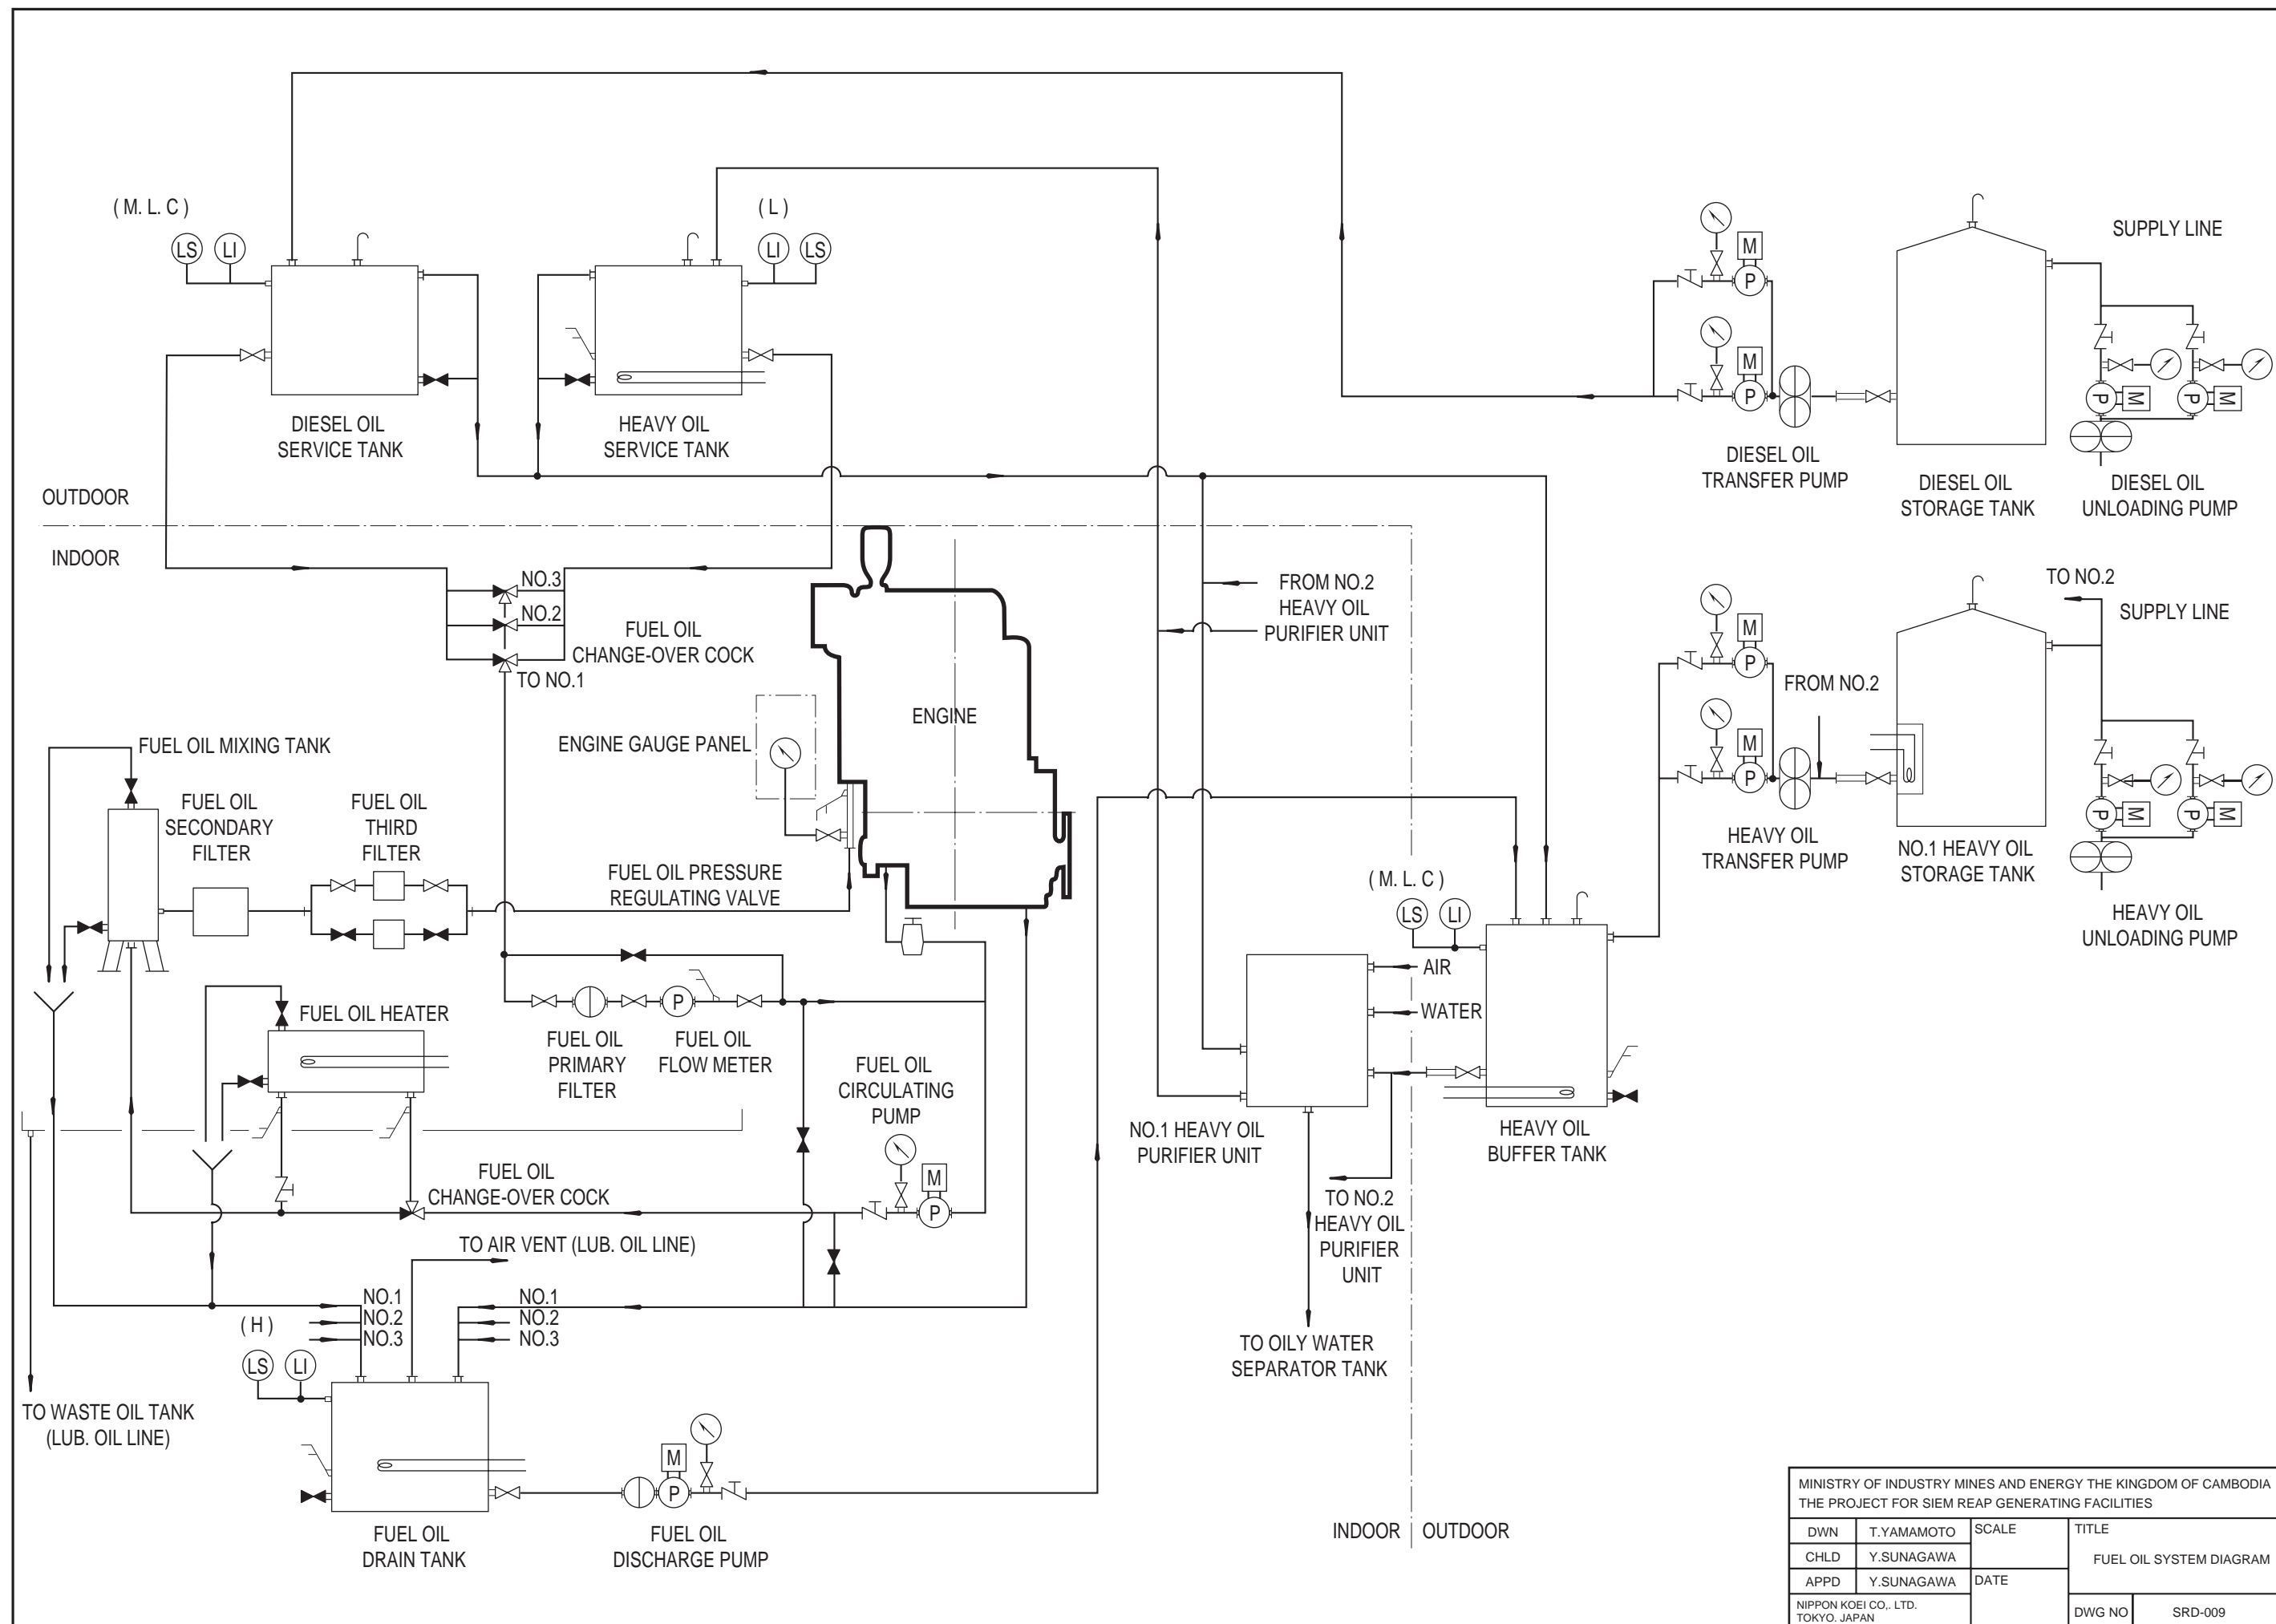 ( M. L. C )
LS
LI
( L )
LI
LS
DIESEL OIL
SERVICE TANK
HEAVY OIL
SERVICE TANK
M
P
M
P
DIESEL OIL
TRANSFER PUMP
DIESEL OIL
STORAGE TANK
SUPPLY LINE
P
M
P
M
DIESEL OIL
UNLOADING PUMP
OUTDOOR
INDOOR
NO.3
NO.2
TO NO.1
FUEL OIL
CHANGE-OVER COCK
ENGINE
ENGINE GAUGE PANEL
FROM NO.2
HEAVY OIL
PURIFIER UNIT
M
P
M
P
FROM NO.2
HEAVY OIL
TRANSFER PUMP
NO.1 HEAVY OIL
STORAGE TANK
TO NO.2
SUPPLY LINE
P
M
P
M
HEAVY OIL
UNLOADING PUMP
FUEL OIL MIXING TANK
FUEL OIL
SECONDARY
FILTER
FUEL OIL
THIRD
FILTER
FUEL OIL PRESSURE
REGULATING VALVE
FUEL OIL HEATER
P
FUEL OIL
PRIMARY
FILTER
FUEL OIL
FLOW METER
FUEL OIL
CIRCULATING
PUMP
M
P
FUEL OIL
CHANGE-OVER COCK
( M. L. C )
LS
LI
AIR
WATER
NO.1 HEAVY OIL
PURIFIER UNIT
HEAVY OIL
BUFFER TANK
TO NO.2
HEAVY OIL
PURIFIER
UNIT
TO OILY WATER
SEPARATOR TANK
TO AIR VENT (LUB. OIL LINE)
NO.1
NO.2
NO.3
NO.1
NO.2
NO.3
( H )
LS
LI
TO WASTE OIL TANK
(LUB. OIL LINE)
M
P
FUEL OIL
DRAIN TANK
FUEL OIL
DISCHARGE PUMP
INDOOR
OUTDOOR
MINISTRY OF INDUSTRY MINES AND ENERGY THE KINGDOM OF CAMBODIA
THE PROJECT FOR SIEM REAP GENERATING FACILITIES
DWN T.YAMAMOTO SCALE TITLE
CHLD Y.SUNAGAWA FUEL OIL SYSTEM DIAGRAM
APPD Y.SUNAGAWA DATE
NIPPON KOEI CO,. LTD.
TOKYO. JAPAN
DWG NO SRD-009